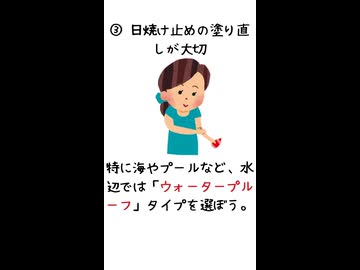 ③ 日焼け止めの塗り直
しが大切
特に海やプールなど、水
辺では「ウォータープル
ーフ」タイプを選ぼう。